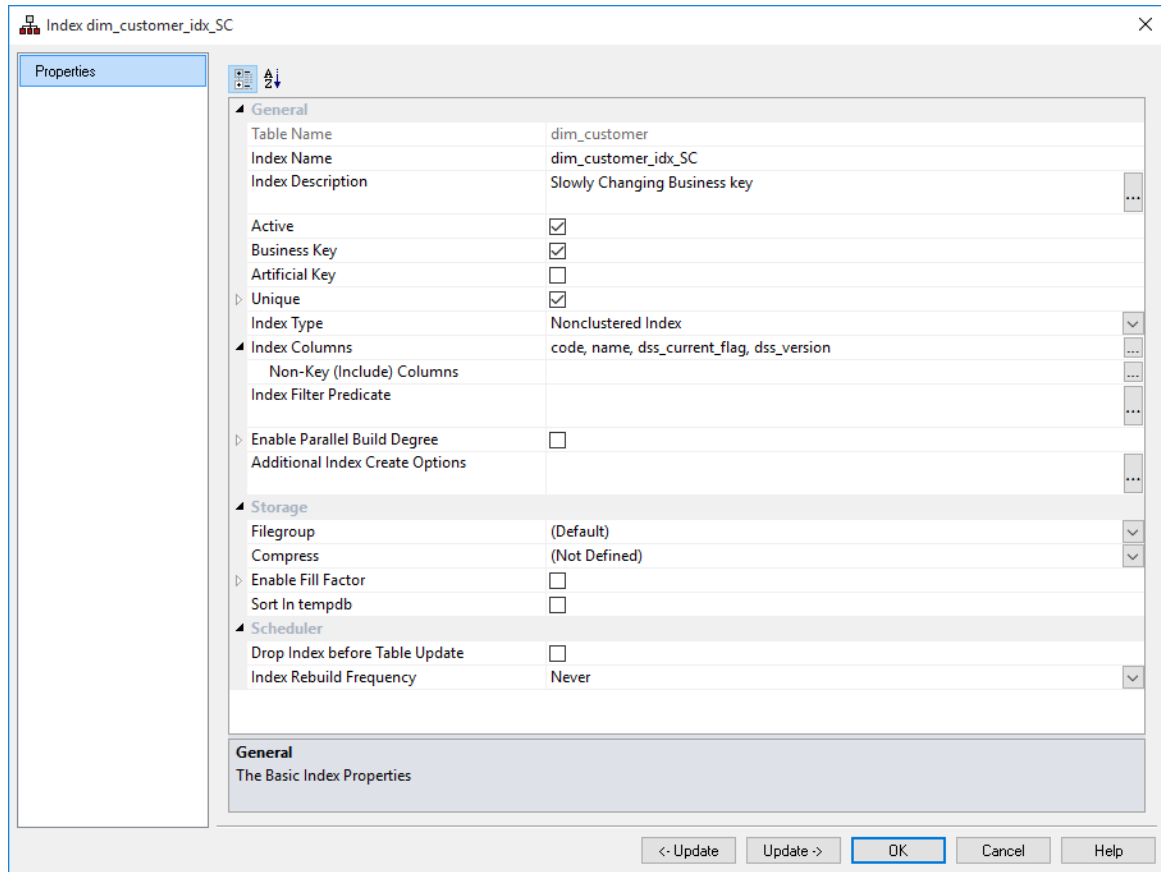 Index dim_customer_idx_SC
Properties
General
Table Name dim_customer
Index Name dim_customer_idx_SC
Index Description Slowly Changing Business key
...
Active
Business Key
Artificial Key
Unique
Index Type Nonclustered Index
Index Columns code, name, dss_current_flag, dss_version ...
Non-Key (Include) Columns ...
Index Filter Predicate
...
Enable Parallel Build Degree
Additional Index Create Options
...
Storage
Filegroup (Default)
Compress (Not Defined)
Enable Fill Factor
Sort In tempdb
Scheduler
Drop Index before Table Update
Index Rebuild Frequency Never
General
The Basic Index Properties
<- Update Update -> OK Cancel Help